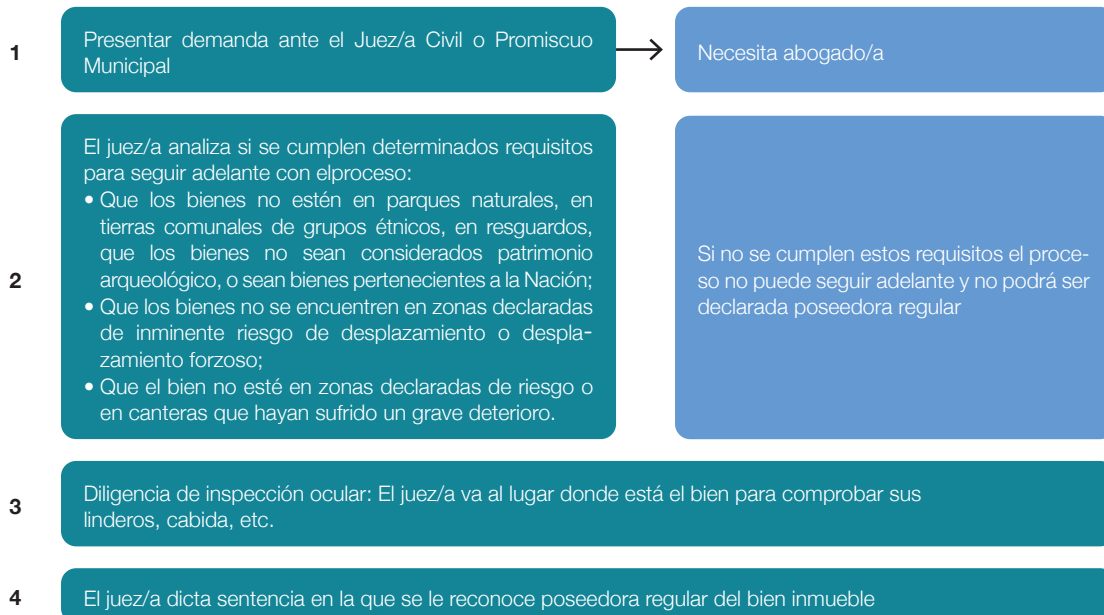 1
Presentar demanda ante el Juez/a Civil o Promiscuo
Municipal
Necesita abogado/a
2
El juez/a analiza si se cumplen determinados requisitos
para seguir adelante con elproceso:
• Que los bienes no estén en parques naturales, en
tierras comunales de grupos étnicos, en resguardos,
que los bienes no sean considerados patrimonio
arqueológico, o sean bienes pertenecientes a la Nación;
• Que los bienes no se encuentren en zonas declaradas
de inminente riesgo de desplazamiento o despla-
zamiento forzoso;
• Que el bien no esté en zonas declaradas de riesgo o
en canteras que hayan sufrido un grave deterioro.
Si no se cumplen estos requisitos el proce-
so no puede seguir adelante y no podrá ser
declarada poseedora regular
3
Diligencia de inspección ocular: El juez/a va al lugar donde está el bien para comprobar sus
linderos, cabida, etc.
4
El juez/a dicta sentencia en la que se le reconoce poseedora regular del bien inmueble